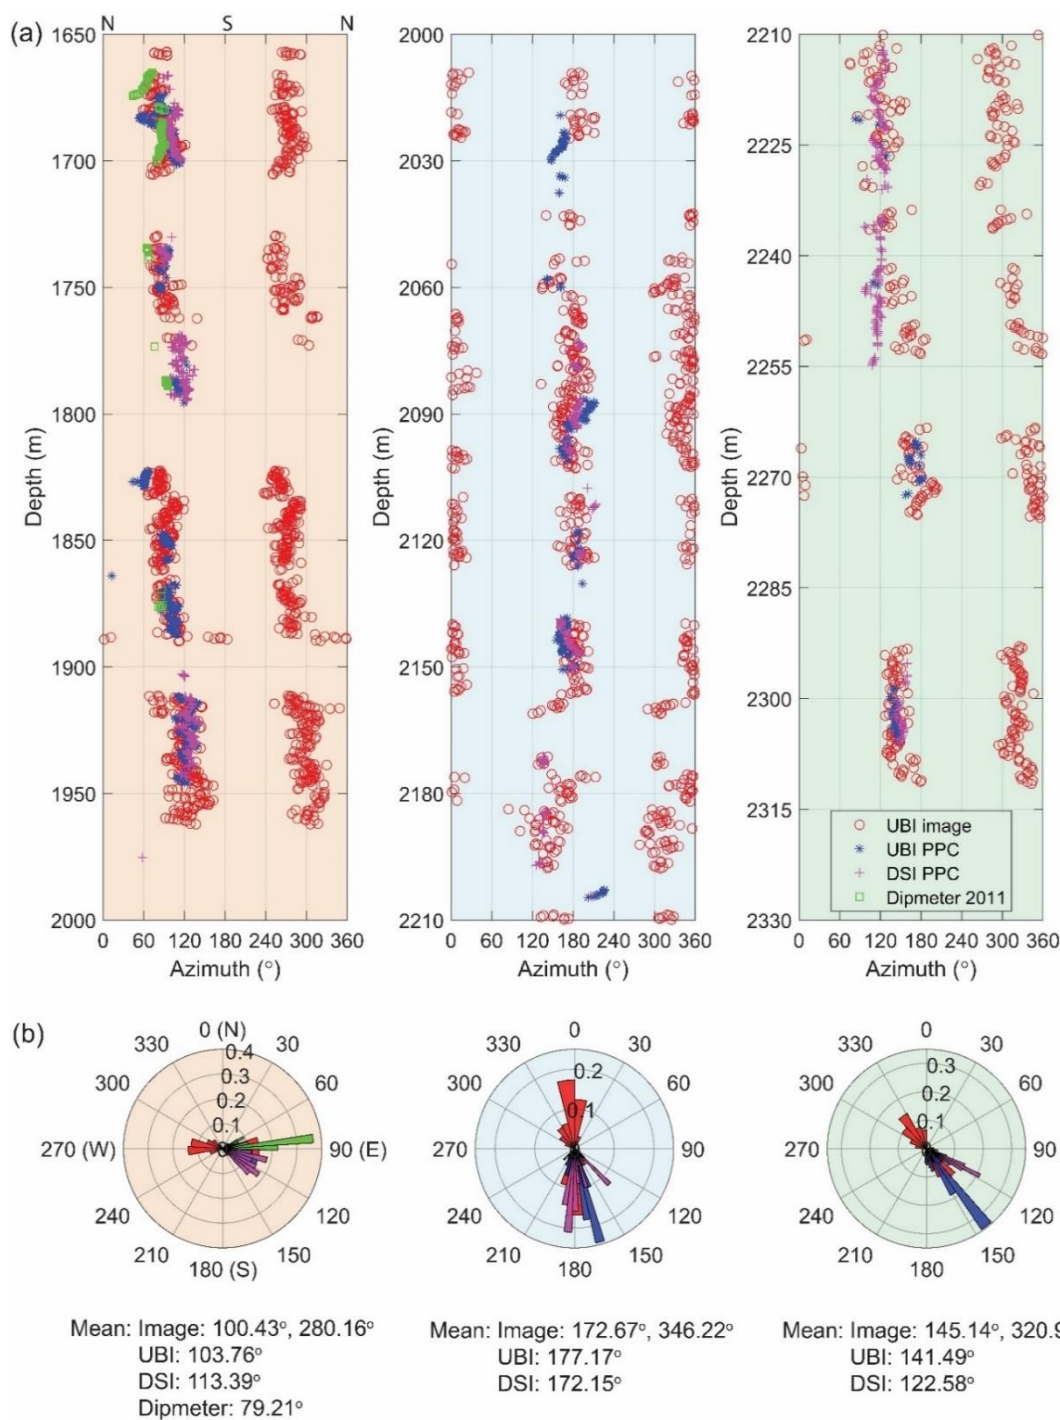 (a)
N S N
1650
1700
1750
1800
1850
1900
1950
2000
Depth (m)
0 60 120 180 240 300 360
Azimuth (°)
2000
2030
2060
2090
2120
2150
2180
2210
Depth (m)
0 60 120 180 240 300 360
Azimuth (°)
2210
2225
2240
2255
2270
2285
2300
2315
2330
Depth (m)
UBI image
UBI PPC
DSI PPC
Dipmeter 2011
0 60 120 180 240 300 360
Azimuth (°)
(b)
0 (N)
330 30
300 60
270 (W) 90 (E)
240 120
210 150
180 (S)
0.4
0.3
0.2
0.1
0
0
330 30
300 60
270 90
240 120
210 150
180
0.2
0.1
0
330 30
300 60
270 90
240 120
210 150
180
0.3
0.2
0.1
Mean: Image: 100.43°, 280.16°
UBI: 103.76°
DSI: 113.39°
Dipmeter: 79.21°
Mean: Image: 172.67°, 346.22°
UBI: 177.17°
DSI: 172.15°
Mean: Image: 145.14°, 320.9
UBI: 141.49°
DSI: 122.58°